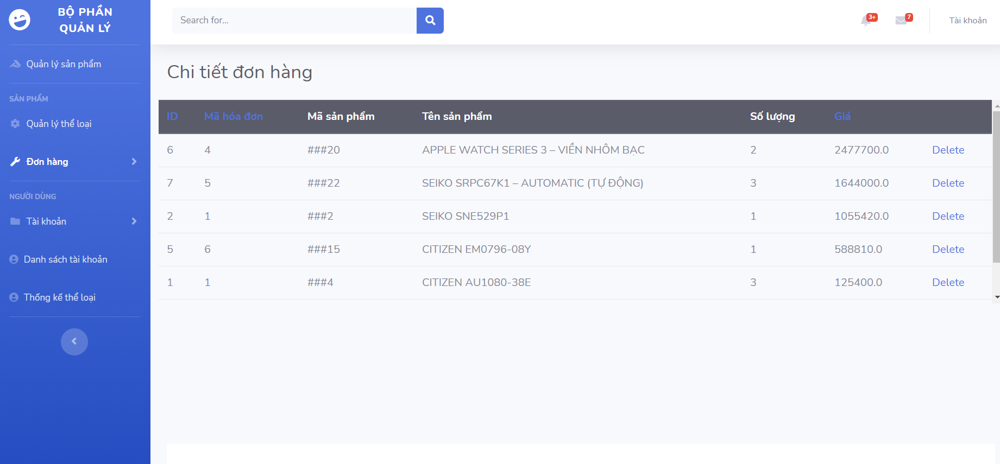 BỘ PHẦN
QUẢN LÝ
Search for...
3+
7
Tài khoản
Quản lý sản phẩm
SẢN PHẨM
Quản lý thể loại
Đơn hàng
NGƯỜI DÙNG
Tài khoản
Danh sách tài khoản
Thống kế thể loại
Chi tiết đơn hàng
ID Mã hóa đơn Mã sản phẩm Tên sản phẩm Số lượng Giá
6 4 ###20 APPLE WATCH SERIES 3 – VIỀN NHÔM BẠC 2 2477700.0 Delete
7 5 ###22 SEIKO SRPC67K1 – AUTOMATIC (TỰ ĐỘNG) 3 1644000.0 Delete
2 1 ###2 SEIKO SNE529P1 1 1055420.0 Delete
5 6 ###15 CITIZEN EM0796-08Y 1 588810.0 Delete
1 1 ###4 CITIZEN AU1080-38E 3 125400.0 Delete